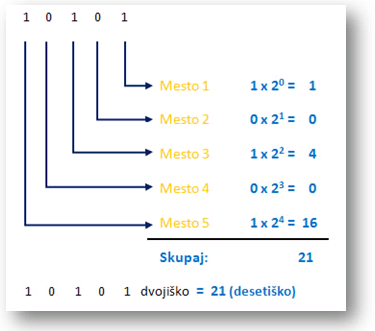 1 0 1 0 1
Mesto 1 1 x 2⁰ = 1
Mesto 2 0 x 2¹ = 0
Mesto 3 1 x 2² = 4
Mesto 4 0 x 2³ = 0
Mesto 5 1 x 2⁴ = 16
Skupaj: 21
1 0 1 0 1 dvojiško = 21 (desetiško)